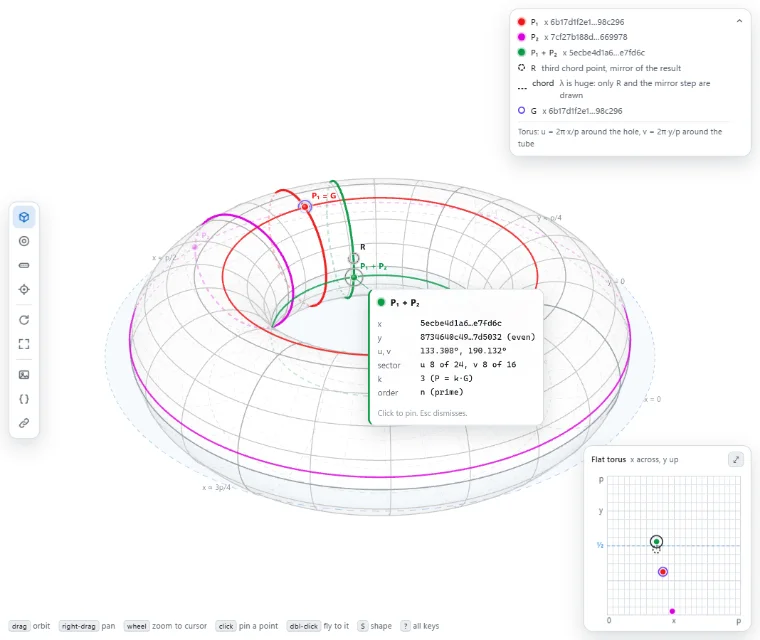 P₁ x 6b17d1f2e1...98c296
P₂ x 7cf27b188d...669978
P₁ + P₂ x 5ecbe4d1a6...e7fd6c
R third chord point, mirror of the result
chord λ is huge: only R and the mirror step are
drawn
G x 6b17d1f2e1...98c296
Torus: u = 2π·x/p around the hole, v = 2π·y/p around the
tube
P₁ = G
y = p/4
P₂
R
x = p/2
P₁ + P₂
y = 0
P₁ + P₂
x 5ecbe4d1a6…e7fd6c
y 8734640c49…7d5032 (even)
u,v 133.308°, 190.132°
sector u 8 of 24, v 8 of 16
k 3 (P = k·G)
order n (prime)
Click to pin. Esc dismisses.
x = 0
x = 3p/4
Flat torus x across, y up
p
y
½
0 x p
drag orbit right-drag pan wheel zoom to cursor click pin a point dbl-click fly to it S shape ? all keys